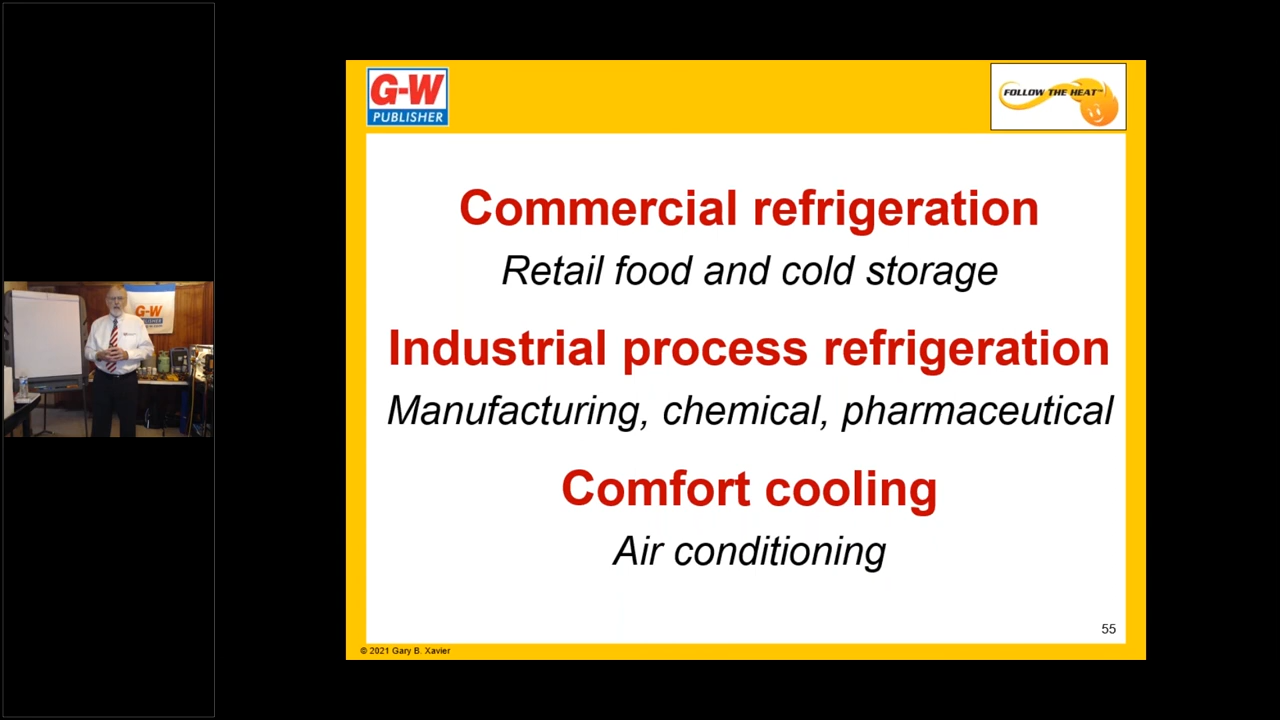 G-W
PUBLISHER
FOLLOW THE HEAT™
Commercial refrigeration
Retail food and cold storage
Industrial process refrigeration
Manufacturing, chemical, pharmaceutical
Comfort cooling
Air conditioning
55
© 2021 Gary B. Xavier
G-W